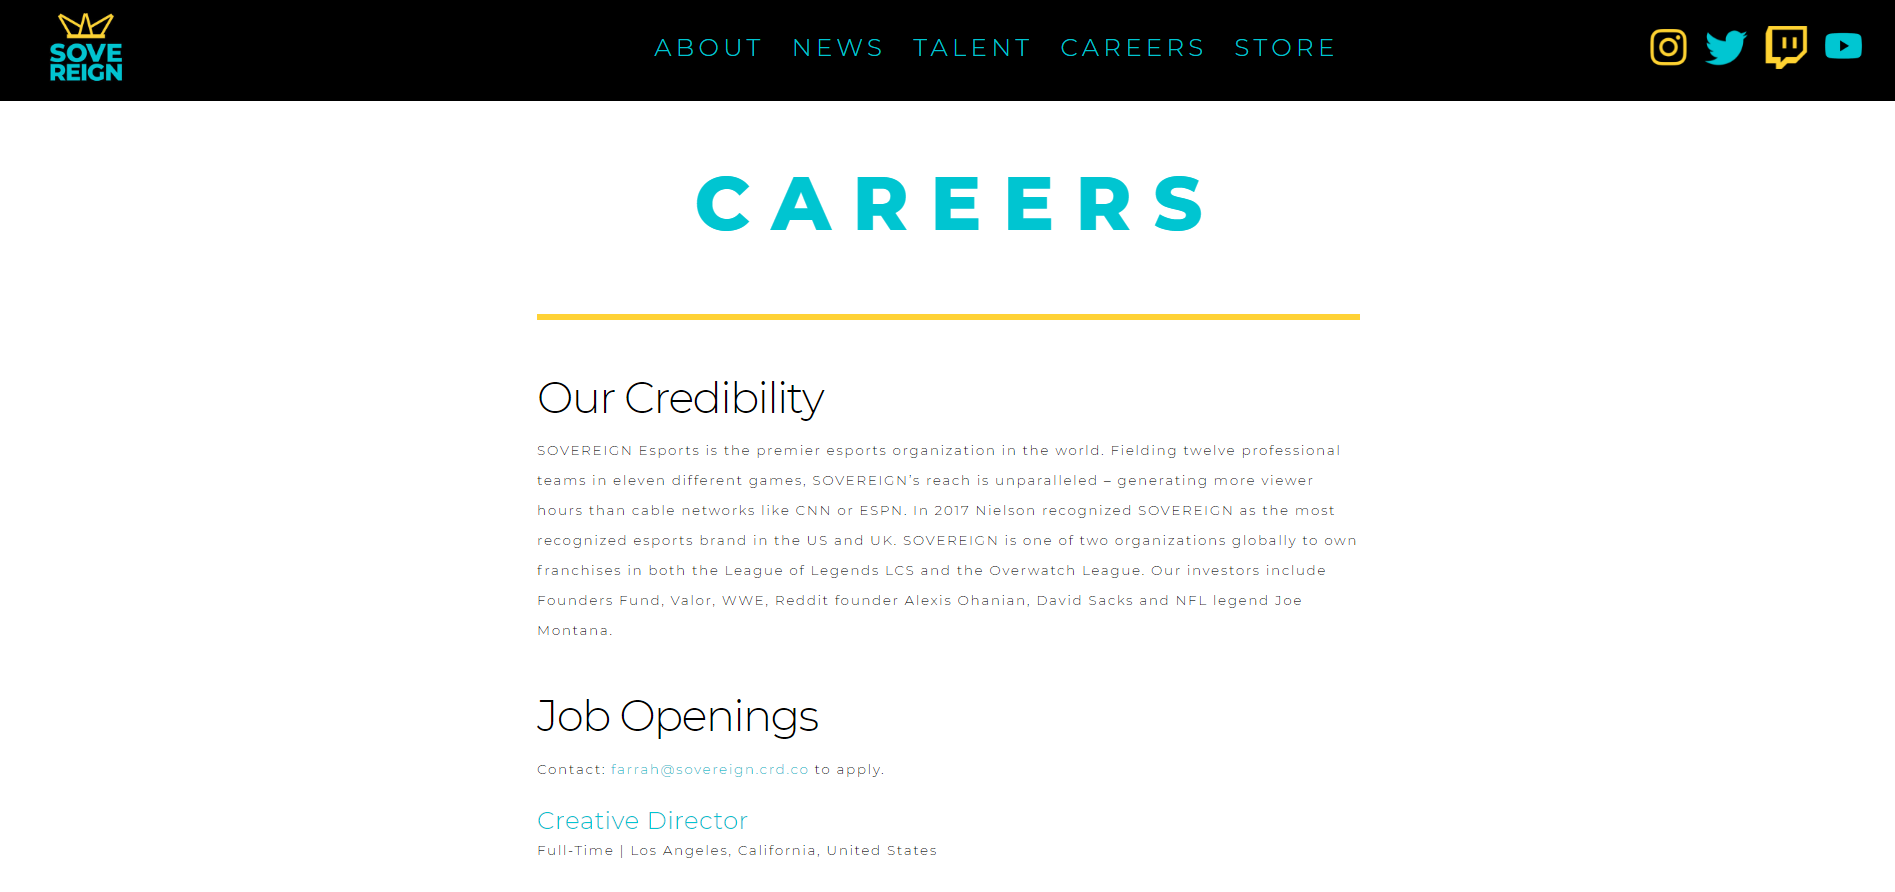 SOVE
REIGN
ABOUT NEWS TALENT CAREERS STORE
CAREERS
Our Credibility
SOVEREIGN Esports is the premier esports organization in the world. Fielding twelve professional
teams in eleven different games, SOVEREIGN’s reach is unparalleled – generating more viewer
hours than cable networks like CNN or ESPN. In 2017 Nielson recognized SOVEREIGN as the most
recognized esports brand in the US and UK. SOVEREIGN is one of two organizations globally to own
franchises in both the League of Legends LCS and the Overwatch League. Our investors include
Founders Fund, Valor, WWE, Reddit founder Alexis Ohanian, David Sacks and NFL legend Joe
Montana.
Job Openings
Contact: farrah@sovereign.crd.co to apply.
Creative Director
Full-Time | Los Angeles, California, United States